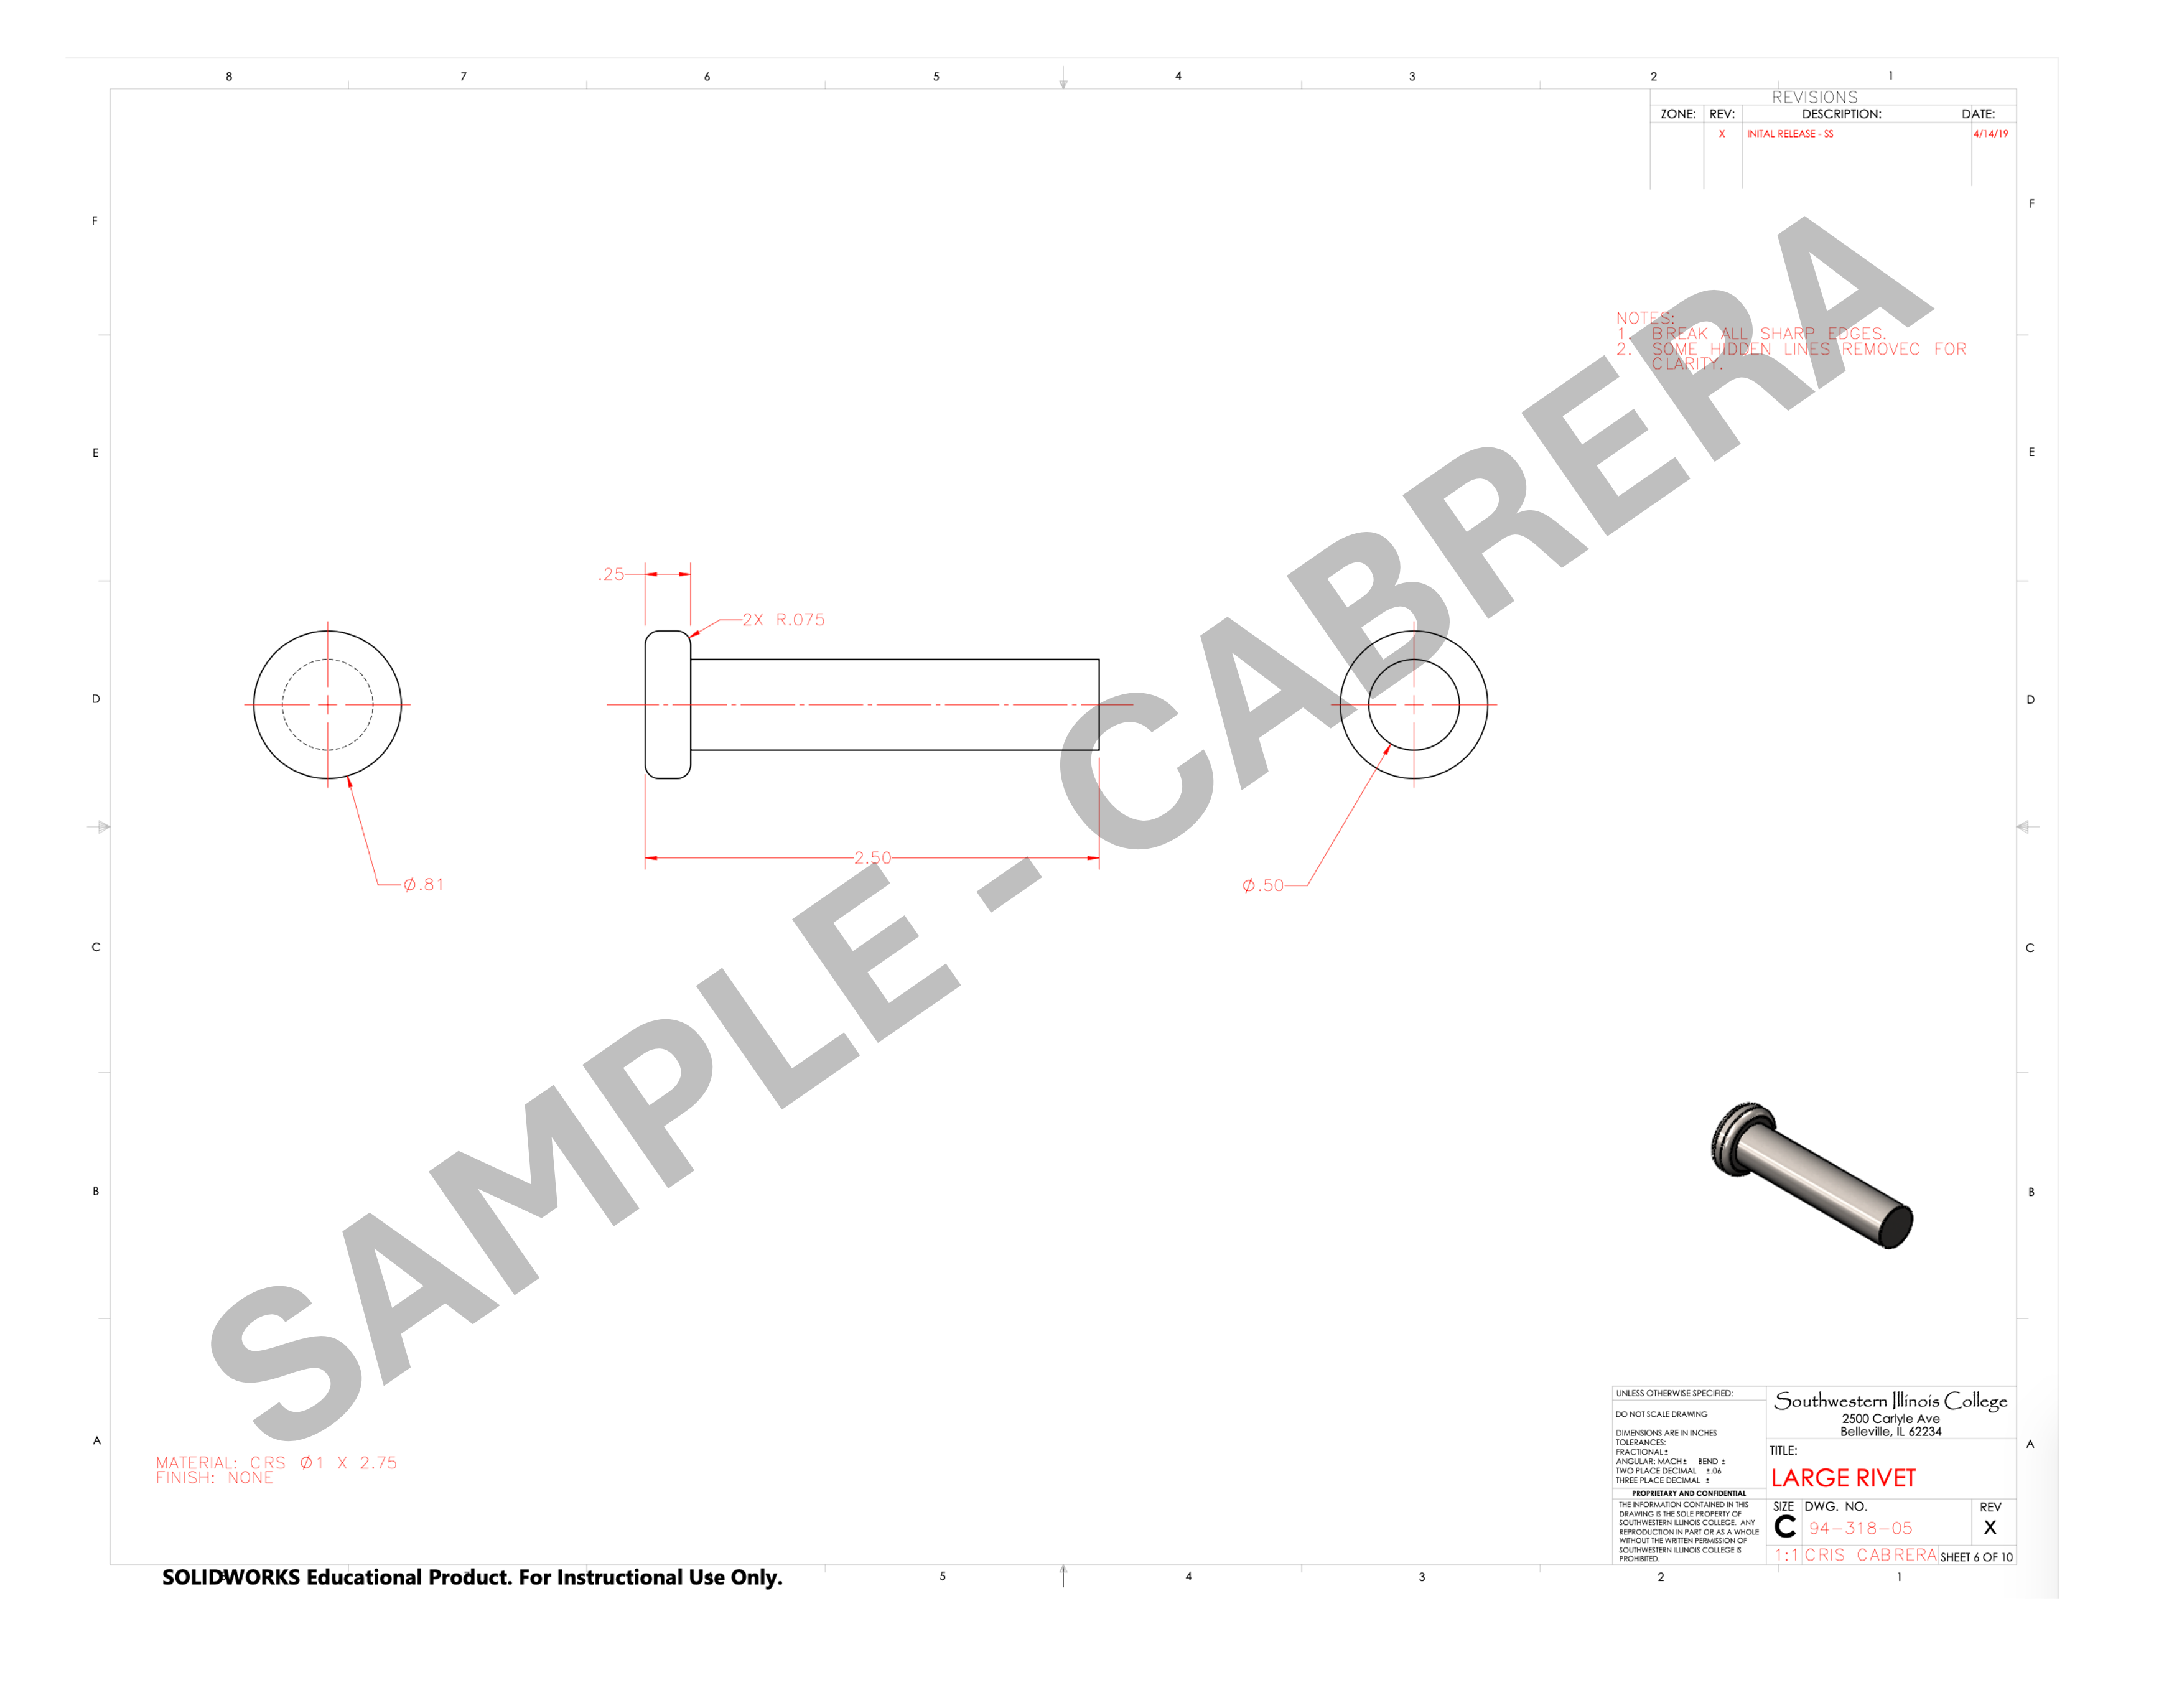 8 7 6 5 4 3 2 1
REVISIONS
ZONE: REV: DESCRIPTION: DATE:
X INITAL RELEASE - SS 4/14/19
F F
NOTES:
1. BREAK ALL SHARP EDGES.
2. SOME HIDDEN LINES REMOVEC FOR
CLARITY.
E E
.25
2X R.075
D D
2.50
Ø.81
Ø.50
SAMPLE - CABRERA
C C
B B
A A
MATERIAL: CRS Ø1 X 2.75
FINISH: NONE
UNLESS OTHERWISE SPECIFIED:
DO NOT SCALE DRAWING
DIMENSIONS ARE IN INCHES
TOLERANCES:
FRACTIONAL ±
ANGULAR: MACH ± BEND ±
TWO PLACE DECIMAL ±.06
THREE PLACE DECIMAL ±
PROPRIETARY AND CONFIDENTIAL
THE INFORMATION CONTAINED IN THIS
DRAWING IS THE SOLE PROPERTY OF
SOUTHWESTERN ILLINOIS COLLEGE. ANY
REPRODUCTION IN PART OR AS A WHOLE
WITHOUT THE WRITTEN PERMISSION OF
SOUTHWESTERN ILLINOIS COLLEGE IS
PROHIBITED.
Southwestern Illinois College
2500 Carlyle Ave
Belleville, IL 62234
TITLE:
LARGE RIVET
SIZE DWG. NO. REV
C 94-318-05 X
1:1 CRIS CABRERA SHEET 6 OF 10
SOLIDWORKS Educational Product. For Instructional Use Only.
5 4 3 2 1